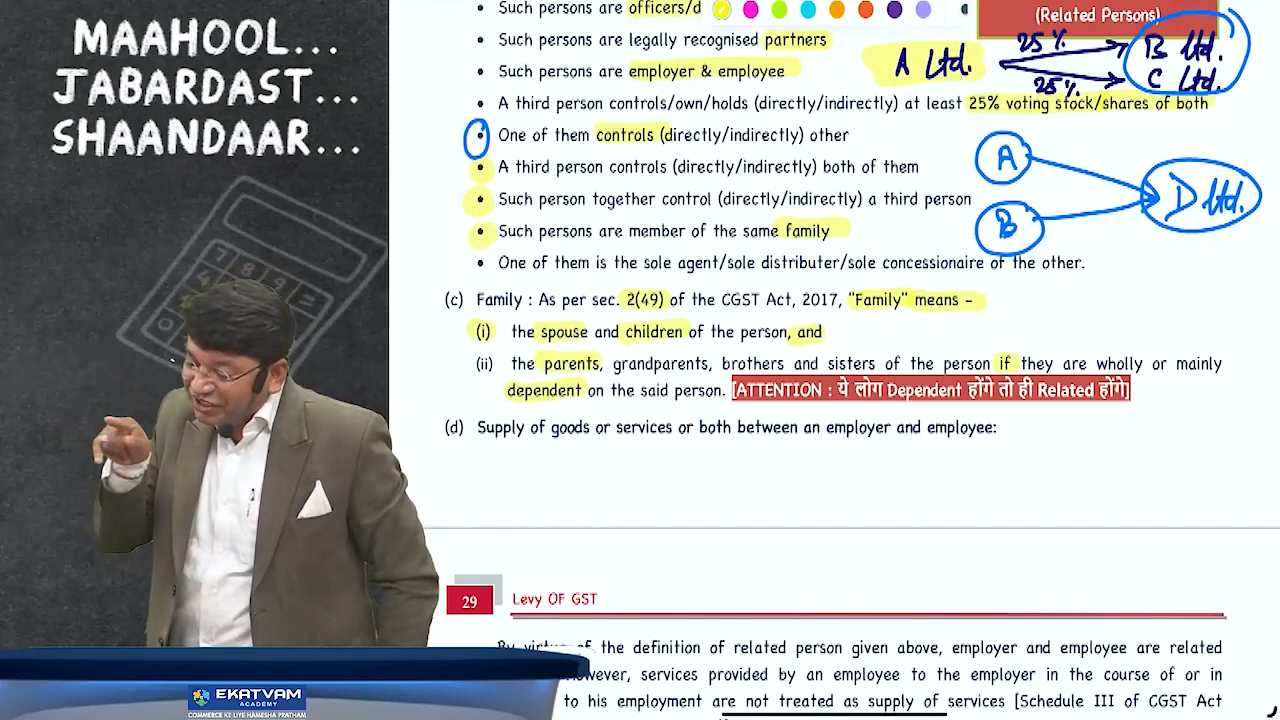 MAAHOOL...
JABARDAST...
SHAANDAAR...
• Such persons are officers/d
(Related Persons)
• Such persons are legally recognised partners
A Ltd. 25% B Ltd.
25% C Ltd.
• Such persons are employer & employee
• A third person controls/own/holds (directly/indirectly) at least 25% voting stock/shares of both
• One of them controls (directly/indirectly) other
A
• A third person controls (directly/indirectly) both of them
• Such person together control (directly/indirectly) a third person
D Ltd.
B
• Such persons are member of the same family
• One of them is the sole agent/sole distributer/sole concessionaire of the other.
(c) Family : As per sec. 2(49) of the CGST Act, 2017, "Family" means –
(i) the spouse and children of the person, and
(ii) the parents, grandparents, brothers and sisters of the person if they are wholly or mainly
dependent on the said person. [ATTENTION : ये लोग Dependent होंगे तो ही Related होंगे]
(d) Supply of goods or services or both between an employer and employee:
29 Levy OF GST
By virtue of the definition of related person given above, employer and employee are related
However, services provided by an employee to the employer in the course of or in
to his employment are not treated as supply of services [Schedule III of CGST Act
7 8 9
4
0
EKATVAM
ACADEMY
COMMERCE KE LIYE HAMESHA PRATHAM